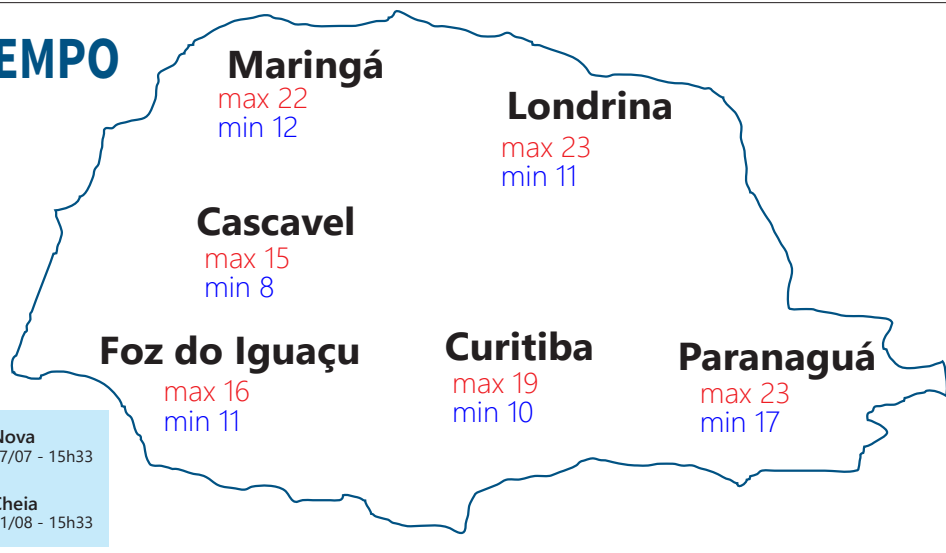 EMPO
Maringá
max 22
min 12
Londrina
max 23
min 11
Cascavel
max 15
min 8
Foz do Iguaçu
max 16
min 11
Curitiba
max 19
min 10
Paranaguá
max 23
min 17
Nova
7/07 - 15h33
Cheia
1/08 - 15h33